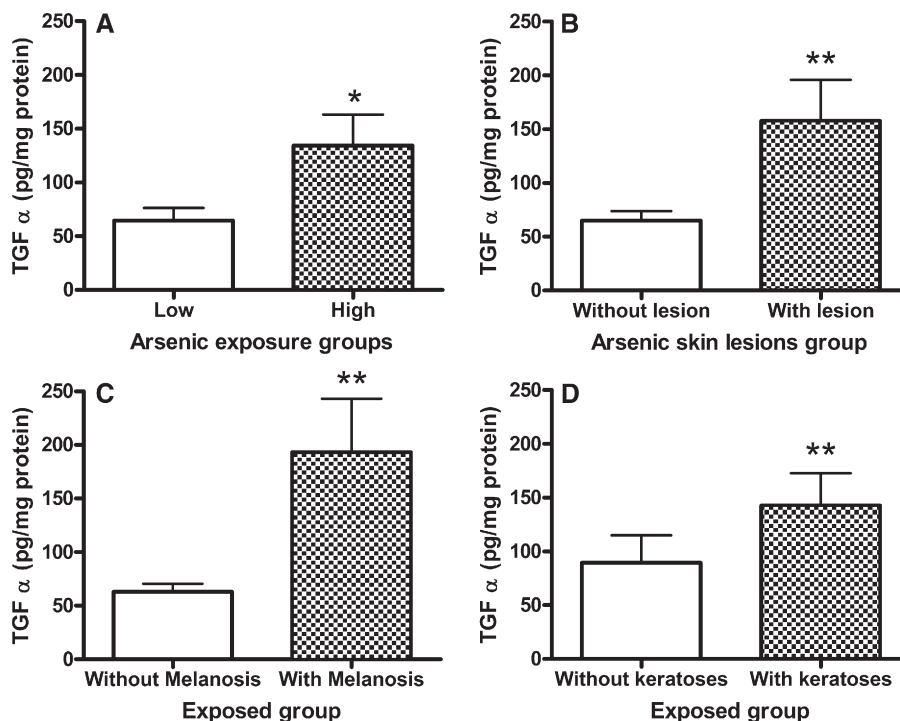 A
TGF α (pg/mg protein)
250
200
150
100
50
0
*
Low
High
Arsenic exposure groups
B
TGF α (pg/mg protein)
250
200
150
100
50
0
**
Without lesion
With lesion
Arsenic skin lesions group
C
TGF α (pg/mg protein)
250
200
150
100
50
0
**
Without Melanosis
With Melanosis
Exposed group
D
TGF α (pg/mg protein)
250
200
150
100
50
0
**
Without keratoses
With keratoses
Exposed group